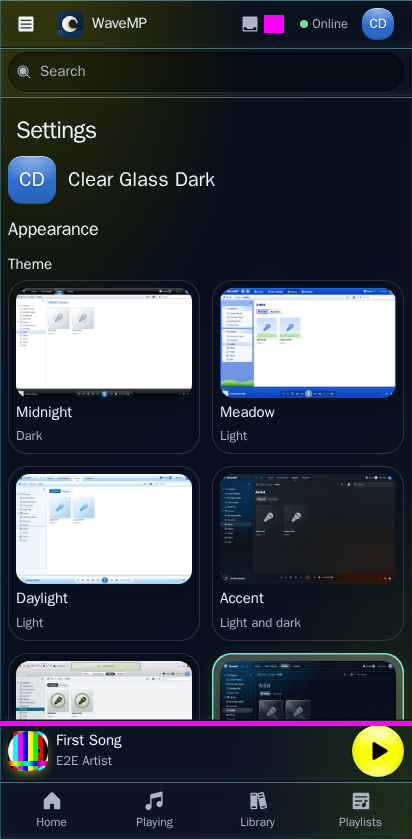 WaveMP
Online
CD
Search
Settings
CD
Clear Glass Dark
Appearance
Theme
Midnight
Dark
Meadow
Light
Daylight
Light
Accent
Light and dark
First Song
E2E Artist
Home
Playing
Library
Playlists